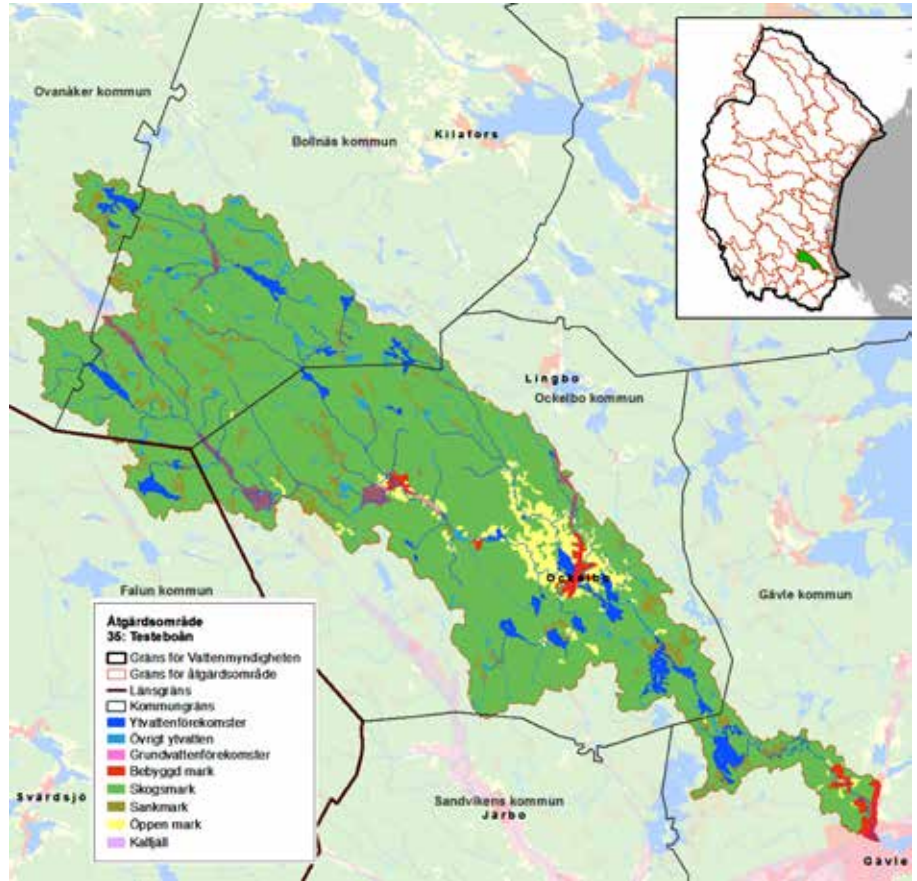 Ovanåker kommun
Bollnäs kommun
Kilafors
Lingbo
Ockelbo kommun
Ockelbo
Falun kommun
Gävle kommun
Åtgärdsområde
35: Testeboån
Gräns för Vattenmyndigheten
Gräns för åtgärdsområde
Länsgräns
Kommungräns
Ytvattenförekomster
Övrigt ytvatten
Grundvattenförekomster
Bebyggd mark
Skogsmark
Sankmark
Öppen mark
Kalfjäll
Svärdsjö
Sandvikens kommun
Järbo
Gävle